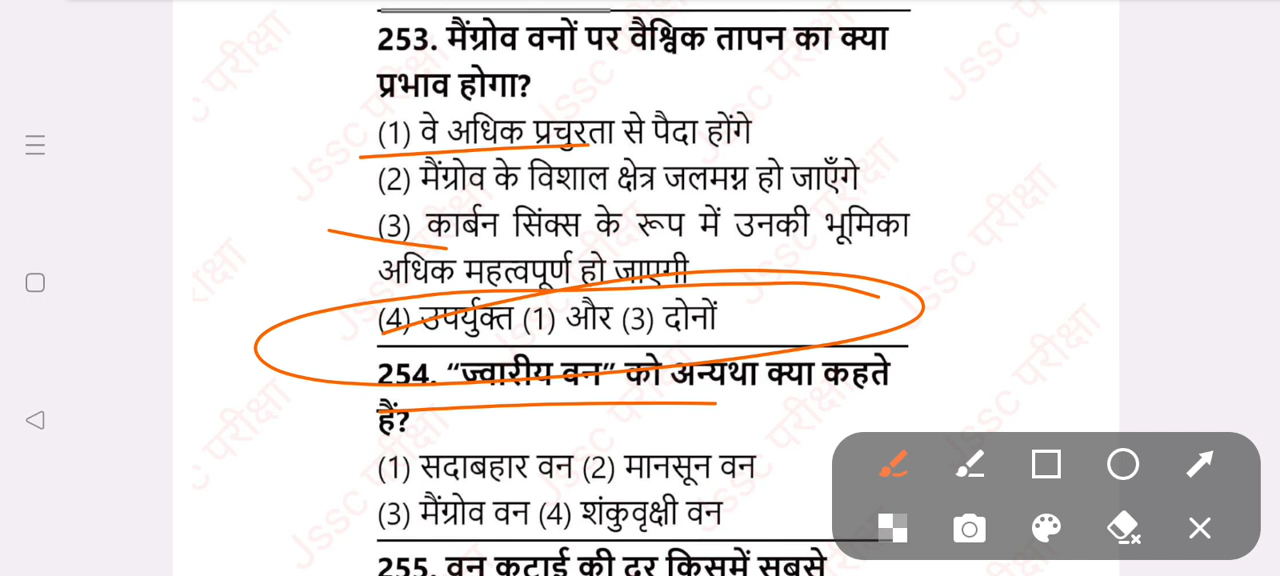 253. मैंग्रोव वनों पर वैश्विक तापन का क्या
प्रभाव होगा?
(1) वे अधिक प्रचुरता से पैदा होंगे
(2) मैंग्रोव के विशाल क्षेत्र जलमग्न हो जाएँगे
(3) कार्बन सिंक्स के रूप में उनकी भूमिका
अधिक महत्वपूर्ण हो जाएगी
(4) उपर्युक्त (1) और (3) दोनों
254. “ज्वारीय वन” को अन्यथा क्या कहते
हैं?
(1) सदाबहार वन (2) मानसून वन
(3) मैंग्रोव वन (4) शंकुवृक्षी वन
255. वन कटाई की दर किसमें सबसे
Jssc परीक्षा